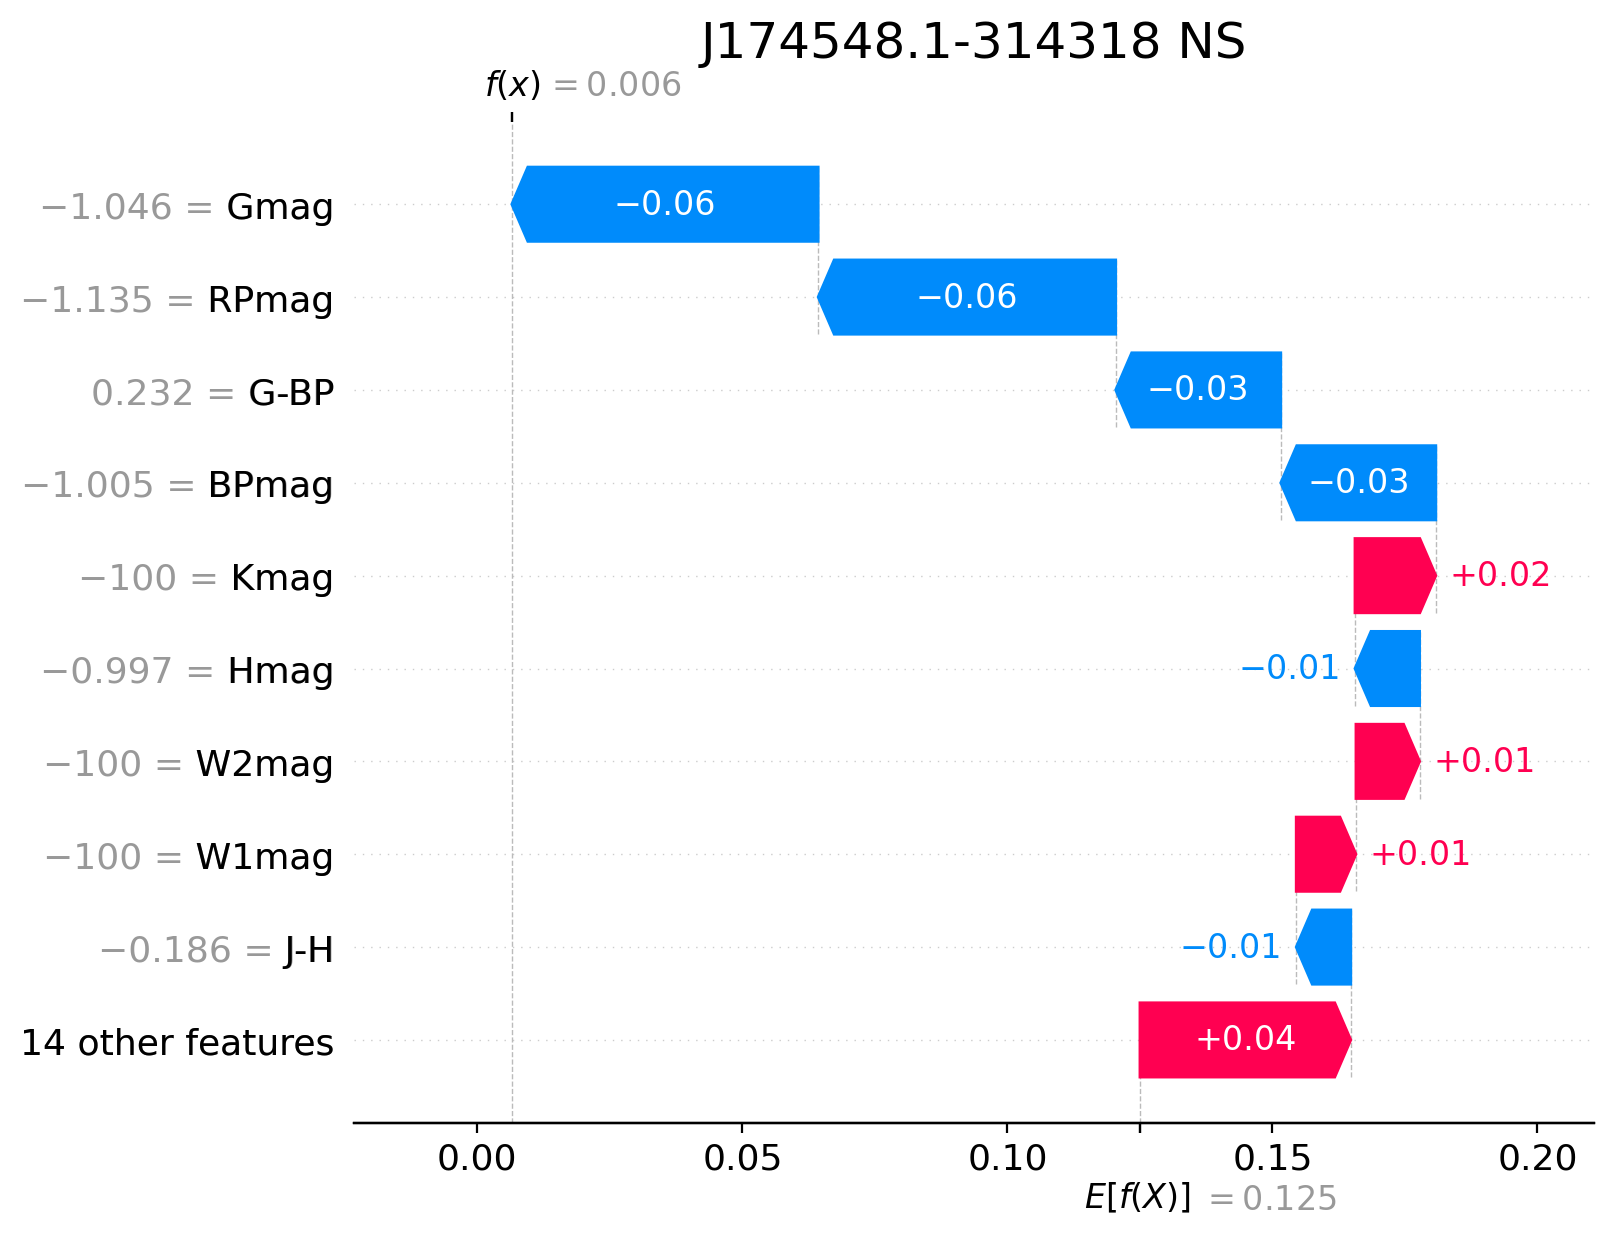 J174548.1-314318 NS
f(x) = 0.006
−1.046 = Gmag −0.06
−1.135 = RPmag −0.06
0.232 = G-BP −0.03
−1.005 = BPmag −0.03
−100 = Kmag +0.02
−0.997 = Hmag −0.01
−100 = W2mag +0.01
−100 = W1mag +0.01
−0.186 = J-H −0.01
14 other features +0.04
0.00 0.05 0.10 0.15 0.20
E[f(X)] = 0.125